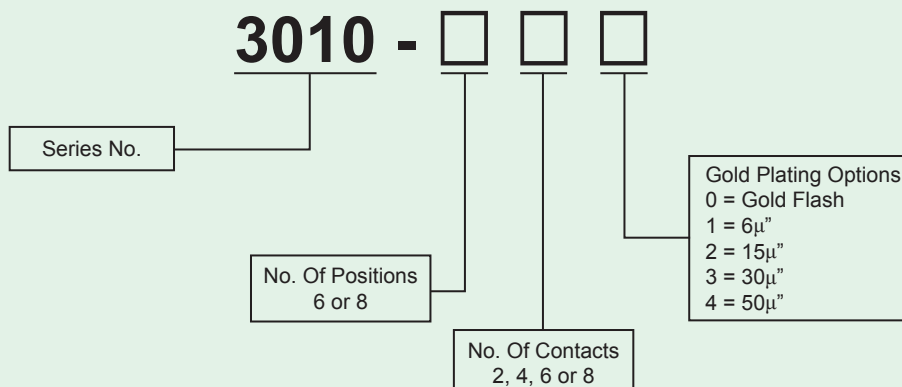 3010 -
Series No.
No. Of Positions
6 or 8
No. Of Contacts
2, 4, 6 or 8
Gold Plating Options
0 = Gold Flash
1 = 6μ”
2 = 15μ”
3 = 30μ”
4 = 50μ”